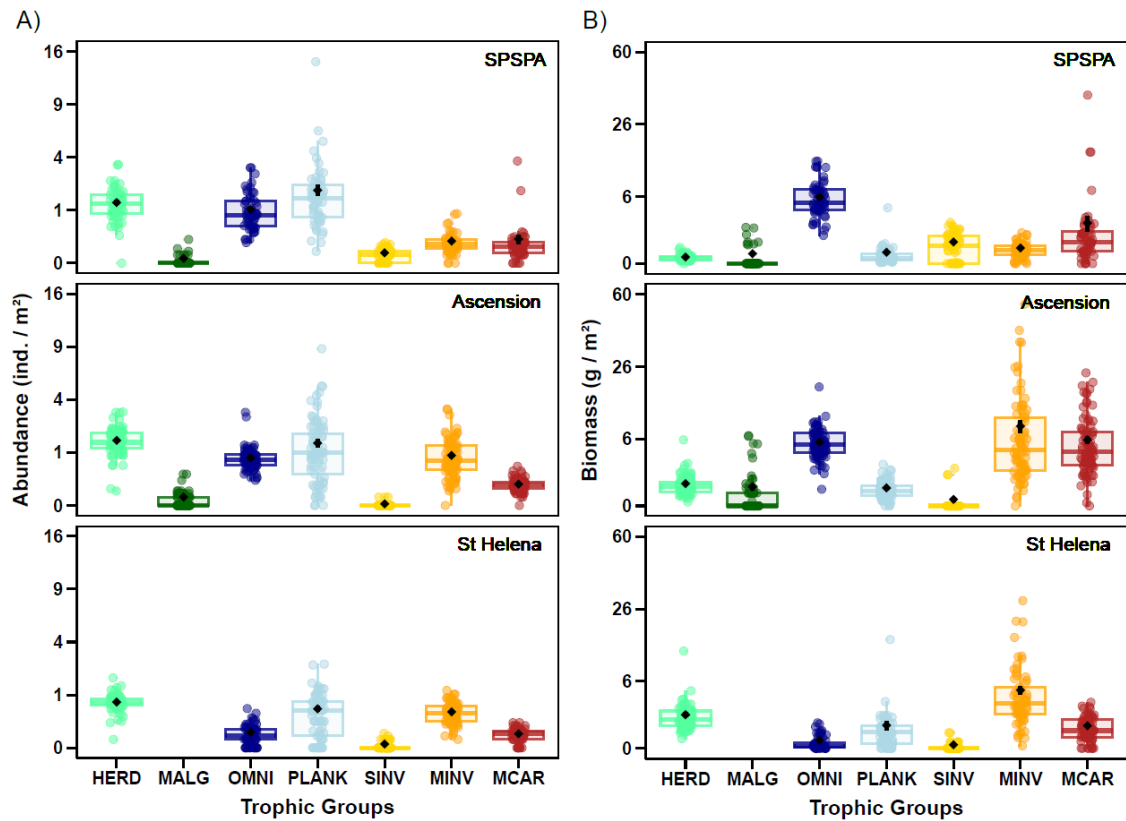 A)
B)
SPSPA
16
9
4
1
0
SPSPA
60
26
6
0
Ascension
16
9
4
1
0
Ascension
60
26
6
0
St Helena
16
9
4
1
0
St Helena
60
26
6
0
Abundance (ind. / m²)
Biomass (g / m²)
HERD MALG OMNI PLANK SINV MINV MCAR
HERD MALG OMNI PLANK SINV MINV MCAR
Trophic Groups
Trophic Groups